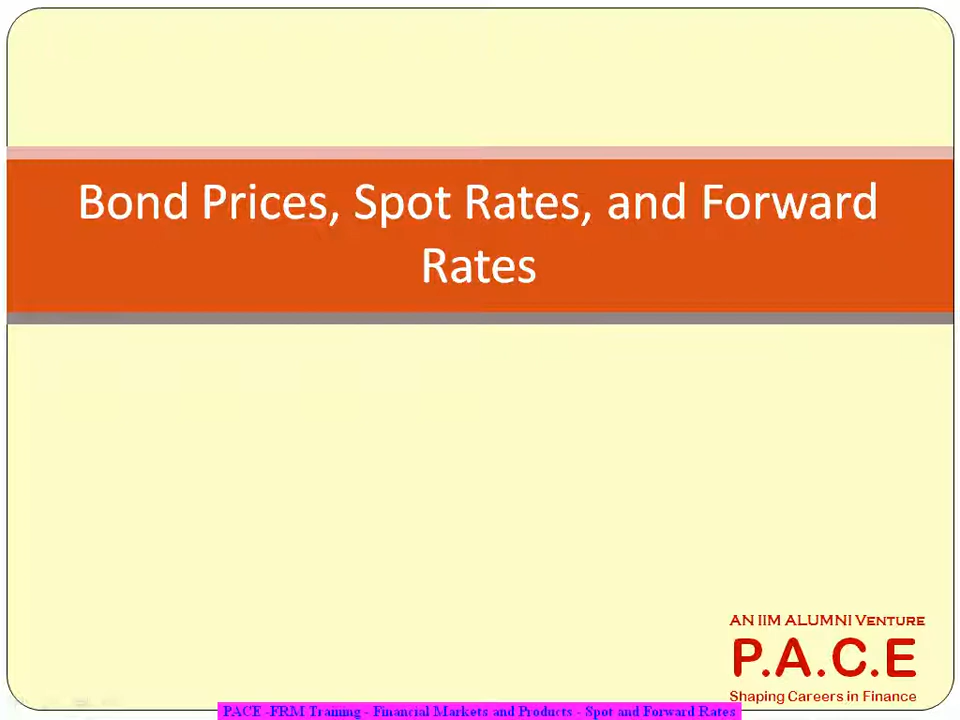 Bond Prices, Spot Rates, and Forward
Rates
AN IIM ALUMNI VENTURE
P.A.C.E
Shaping Careers in Finance
PACE -FRM Training - Financial Markets and Products - Spot and Forward Rates